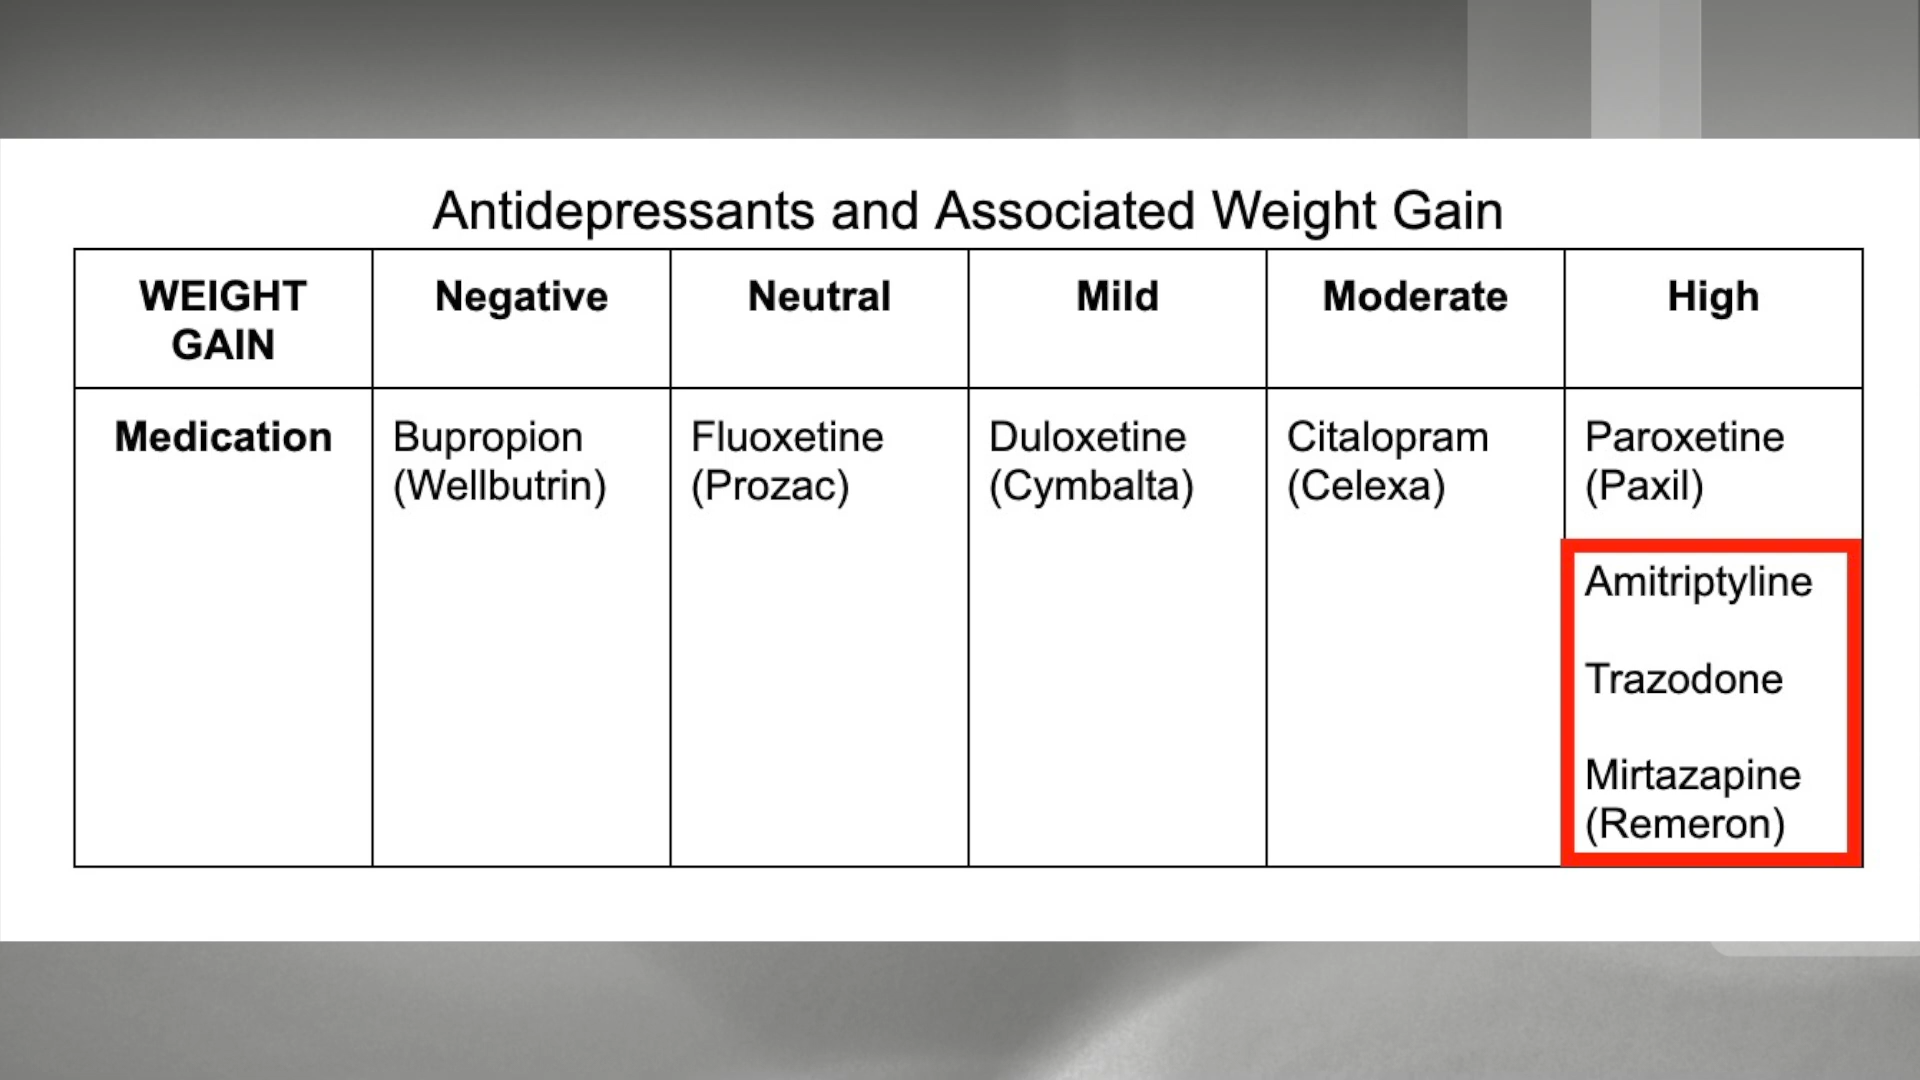 Antidepressants and Associated Weight Gain
WEIGHT
GAIN
Negative
Neutral
Mild
Moderate
High
Medication
Bupropion
(Wellbutrin)
Fluoxetine
(Prozac)
Duloxetine
(Cymbalta)
Citalopram
(Celexa)
Paroxetine
(Paxil)
Amitriptyline
Trazodone
Mirtazapine
(Remeron)